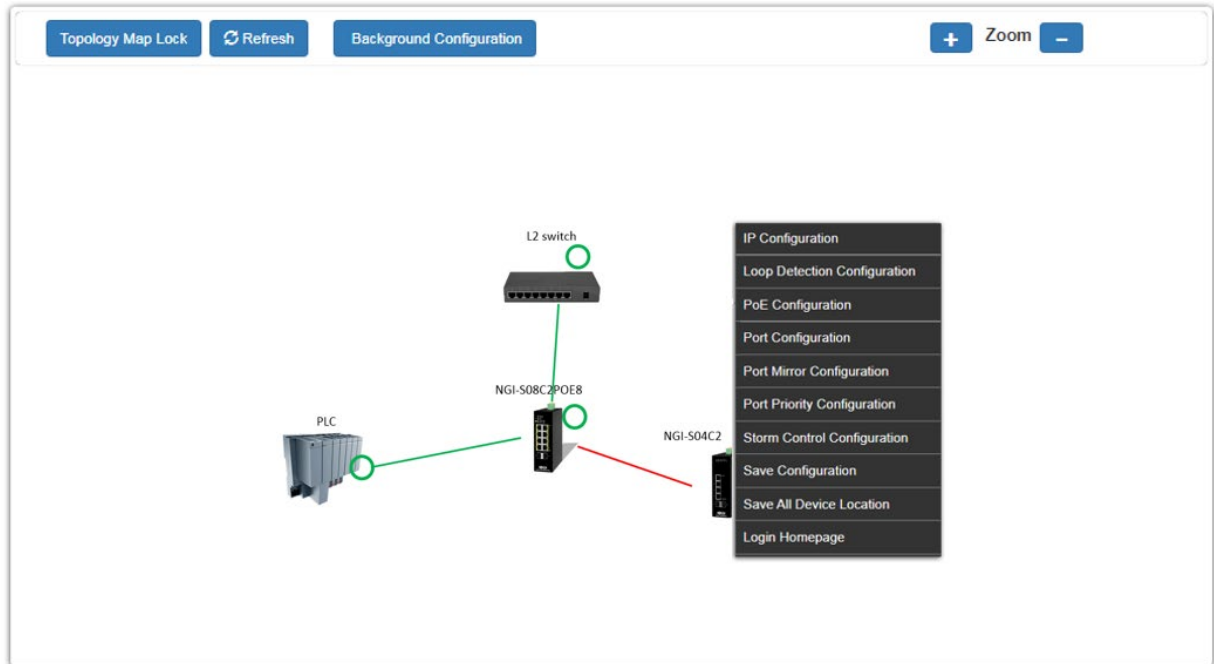 Topology Map Lock
Refresh
Background Configuration
+ Zoom −
L2 switch
NGI-S08C2POE8
PLC
NGI-S04C2
IP Configuration
Loop Detection Configuration
PoE Configuration
Port Configuration
Port Mirror Configuration
Port Priority Configuration
Storm Control Configuration
Save Configuration
Save All Device Location
Login Homepage